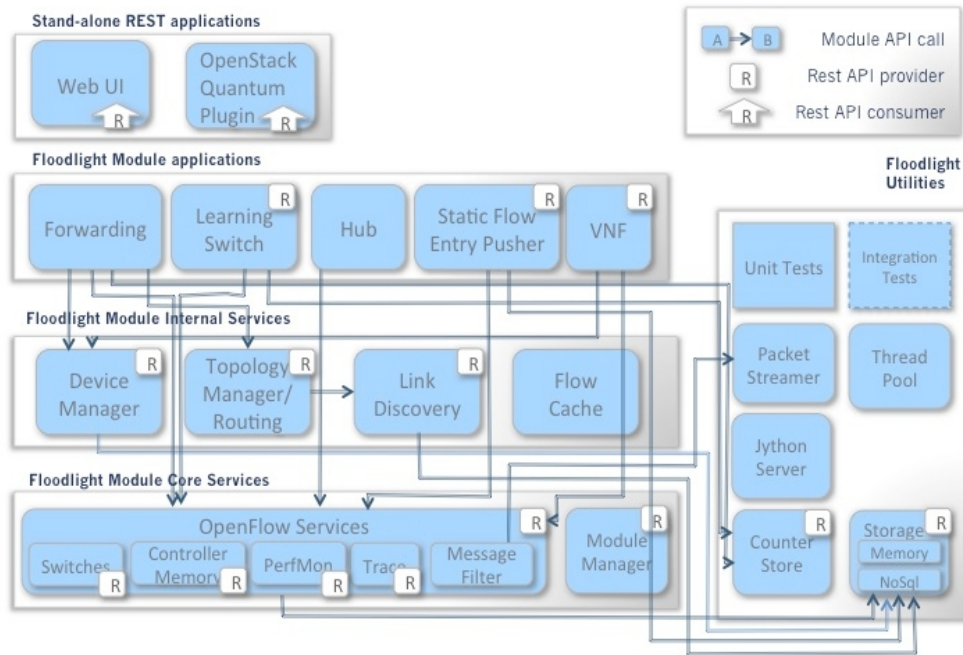 Stand-alone REST applications
Web UI
R
OpenStack
Quantum
Plugin
R
A
B
Module API call
R
Rest API provider
R
Rest API consumer
Floodlight Module applications
Forwarding
Learning
Switch
R
Hub
Static Flow
Entry Pusher
R
VNF
R
Floodlight
Utilities
Unit Tests
Integration
Tests
Packet
Streamer
Thread
Pool
Jython
Server
Counter
Store
R
Storage
R
Memory
NoSql
Floodlight Module Internal Services
Device
Manager
R
Topology
Manager/
Routing
R
Link
Discovery
R
Flow
Cache
Floodlight Module Core Services
OpenFlow Services
R
Switches
R
Controller
Memory
R
PerfMon
R
Trace
R
Message
Filter
Module
Manager
R